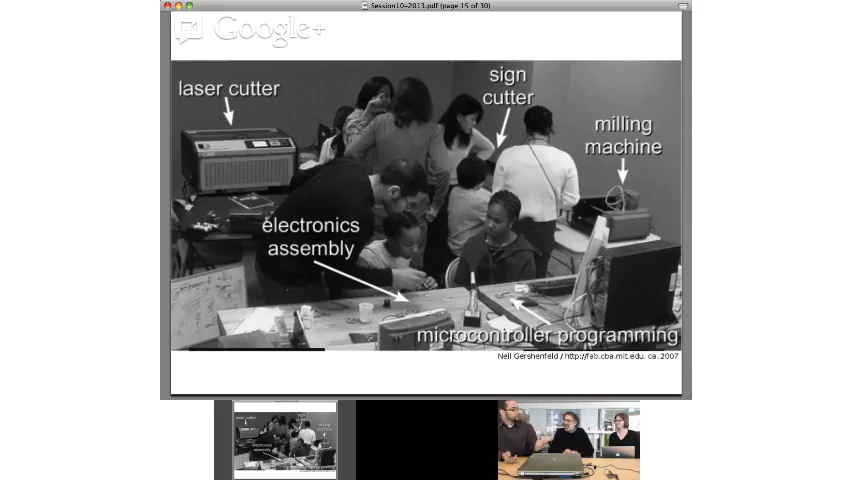 Session10-2013.pdf (page 15 of 30)
Google+
laser cutter
sign
cutter
milling
machine
electronics
assembly
microcontroller programming
Neil Gershenfeld / http://fab.cba.mit.edu, ca. 2007